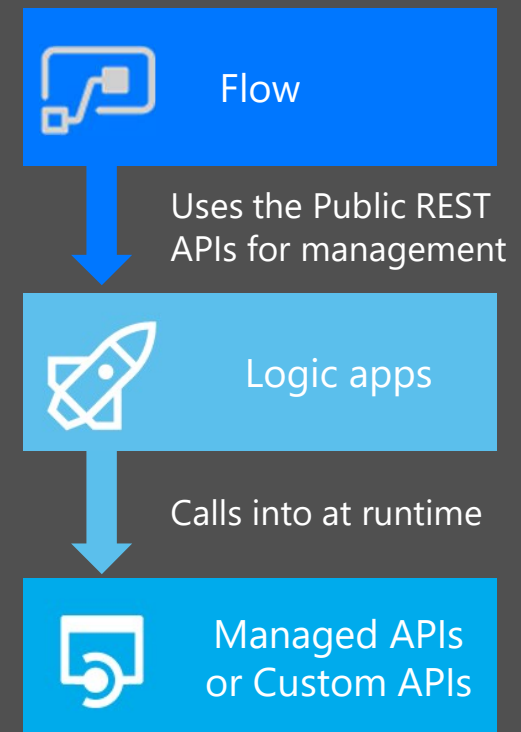 Flow
Uses the Public REST
APIs for management
Logic apps
Calls into at runtime
Managed APIs
or Custom APIs